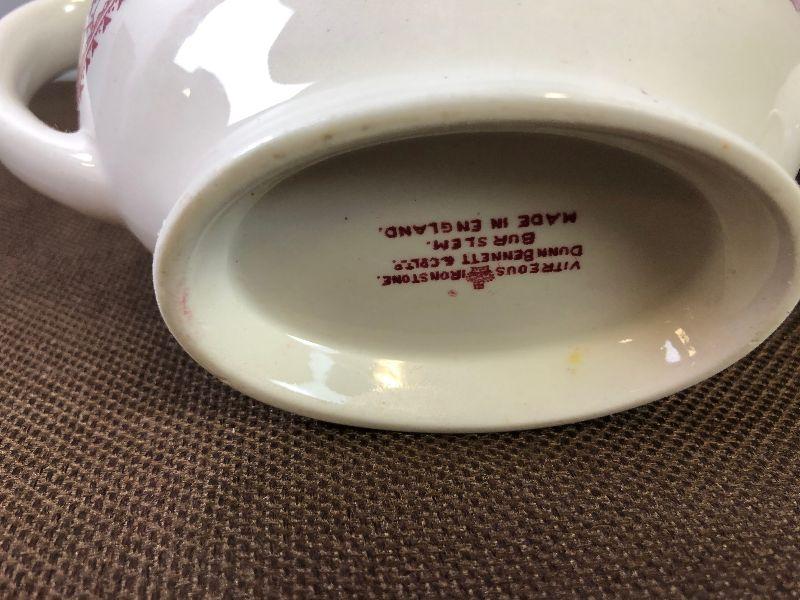 VITREOUS IRONSTONE.
DUNN BENNETT & CO LTD.
BURSLEM.
MADE IN ENGLAND.